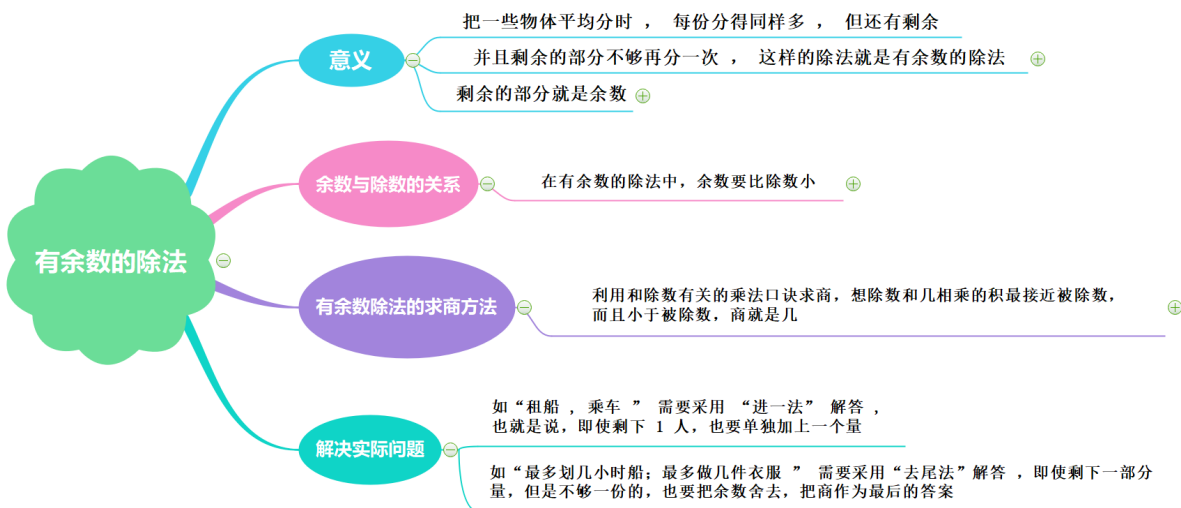 有余数的除法
意义
把一些物体平均分时 ， 每份分得同样多 ， 但还有剩余
并且剩余的部分不够再分一次 ， 这样的除法就是有余数的除法
剩余的部分就是余数
余数与除数的关系
在有余数的除法中，余数要比除数小
有余数除法的求商方法
利用和除数有关的乘法口诀求商，想除数和几相乘的积最接近被除数，
而且小于被除数，商就是几
解决实际问题
如“租船 , 乘车 ” 需要采用 “进一法” 解答 ,
也就是说，即使剩下 1 人，也要单独加上一个量
如“最多划几小时船；最多做几件衣服 ” 需要采用“去尾法”解答 ，即使剩下一部分
量，但是不够一份的，也要把余数舍去，把商作为最后的答案